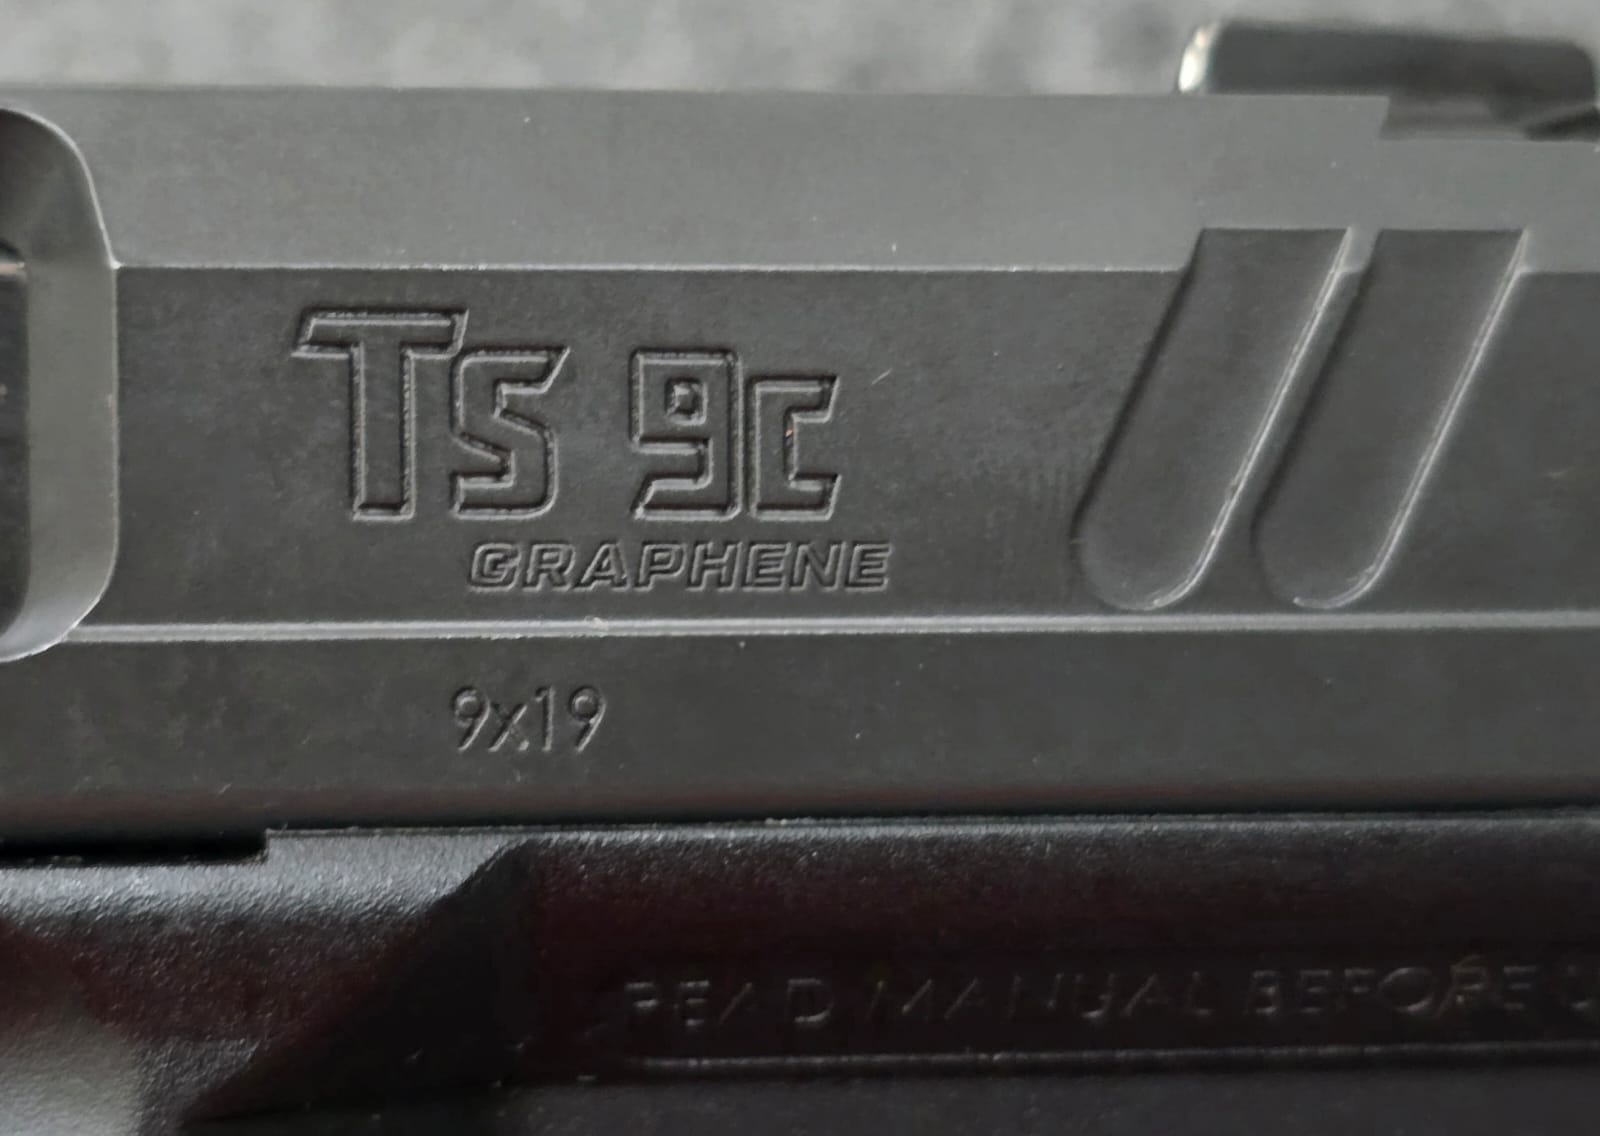 TS 9c
GRAPHENE
9x19
READ MANUAL BEFORE